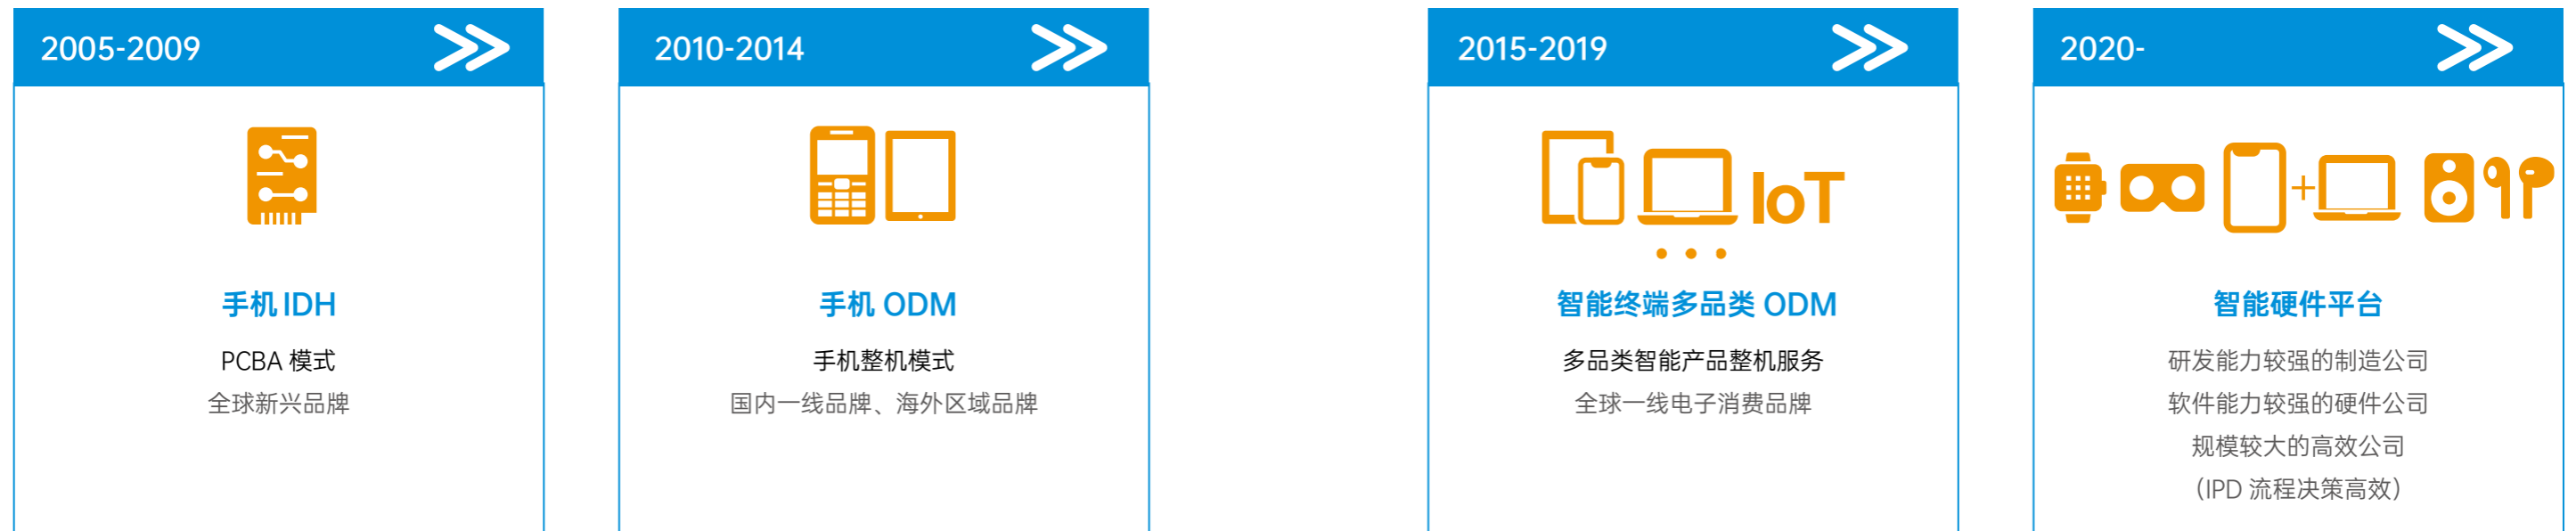 2005-2009
手机 IDH
PCBA 模式
全球新兴品牌
2010-2014
手机 ODM
手机整机模式
国内一线品牌、海外区域品牌
2015-2019
IoT
智能终端多品类 ODM
多品类智能产品整机服务
全球一线电子消费品牌
2020-
智能硬件平台
研发能力较强的制造公司
软件能力较强的硬件公司
规模较大的高效公司
（IPD 流程决策高效）